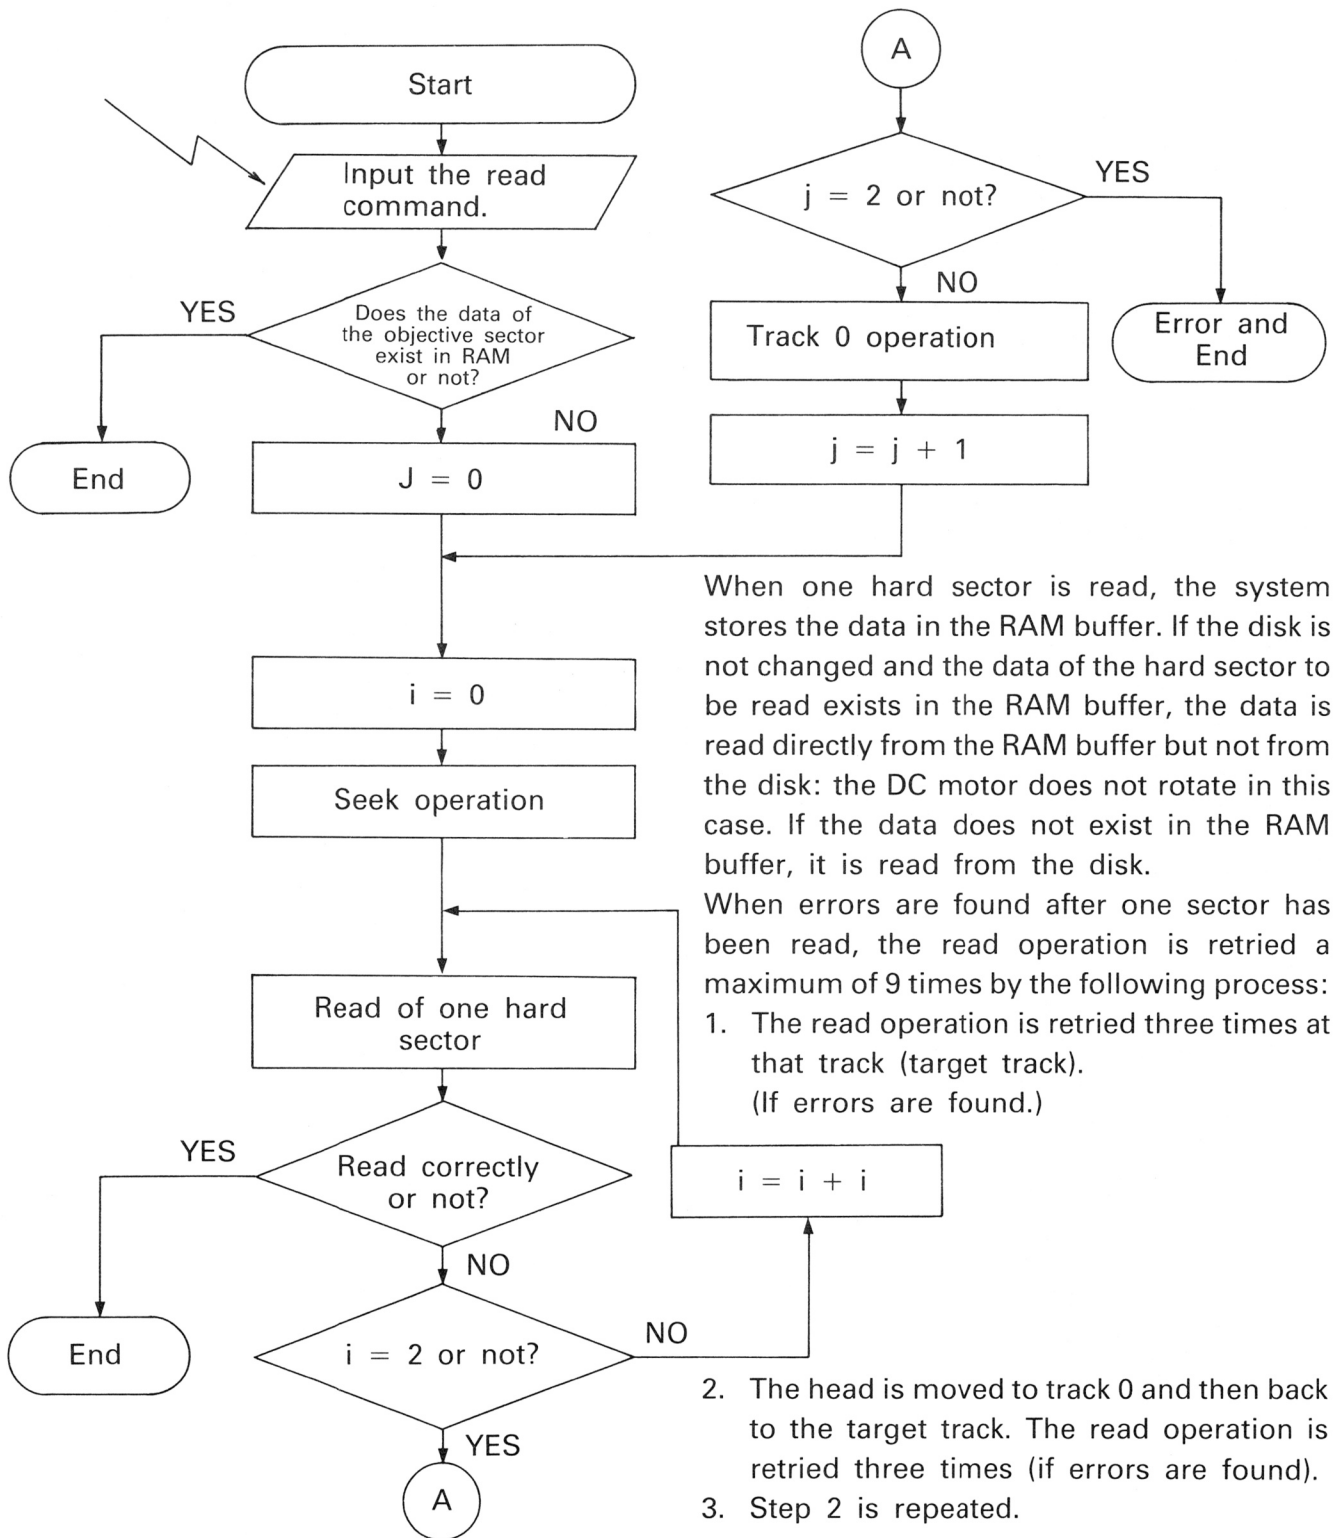 Start
Input the read
command.
YES
Does the data of
the objective sector
exist in RAM
or not?
NO
End
J = 0
i = 0
Seek operation
Read of one hard
sector
YES
Read correctly
or not?
NO
End
i = 2 or not?
NO
i = i + i
YES
A
A
j = 2 or not?
YES
NO
Track 0 operation
Error and
End
j = j + 1
When one hard sector is read, the system
stores the data in the RAM buffer. If the disk is
not changed and the data of the hard sector to
be read exists in the RAM buffer, the data is
read directly from the RAM buffer but not from
the disk: the DC motor does not rotate in this
case. If the data does not exist in the RAM
buffer, it is read from the disk.
When errors are found after one sector has
been read, the read operation is retried a
maximum of 9 times by the following process:
1. The read operation is retried three times at
that track (target track).
(If errors are found.)
2. The head is moved to track 0 and then back
to the target track. The read operation is
retried three times (if errors are found).
3. Step 2 is repeated.